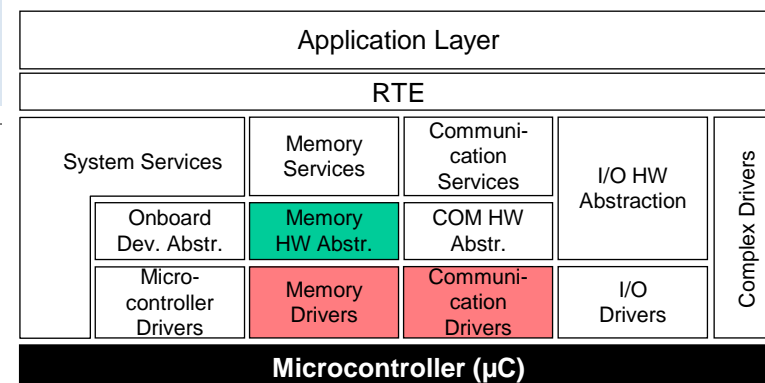 Application Layer
RTE
System Services
Memory
Services
Communi-
cation
Services
I/O HW
Abstraction
Complex Drivers
Onboard
Dev. Abstr.
Memory
HW Abstr.
COM HW
Abstr.
Micro-
controller
Drivers
Memory
Drivers
Communi-
cation
Drivers
I/O
Drivers
Microcontroller (µC)